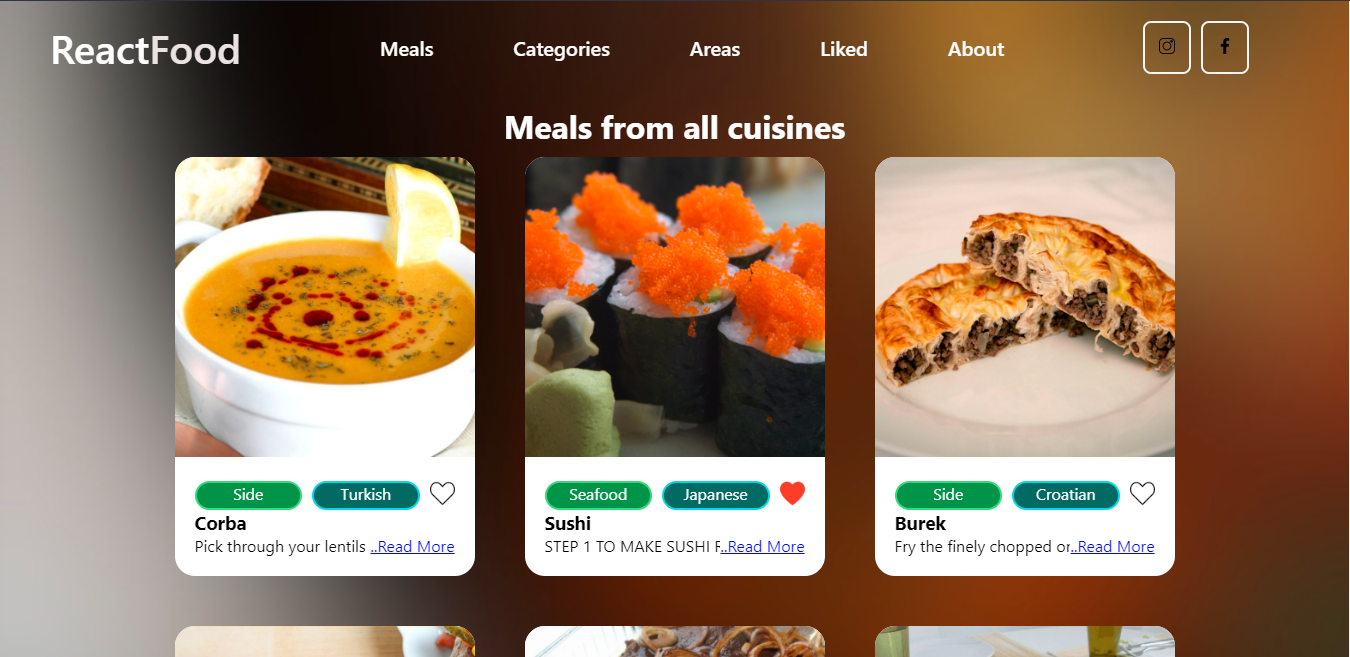 ReactFood Meals Categories Areas Liked About
Meals from all cuisines
Side Turkish
Corba
Pick through your lentils ..Read More
Seafood Japanese
Sushi
STEP 1 TO MAKE SUSHI ..Read More
Side Croatian
Burek
Fry the finely chopped ..Read More